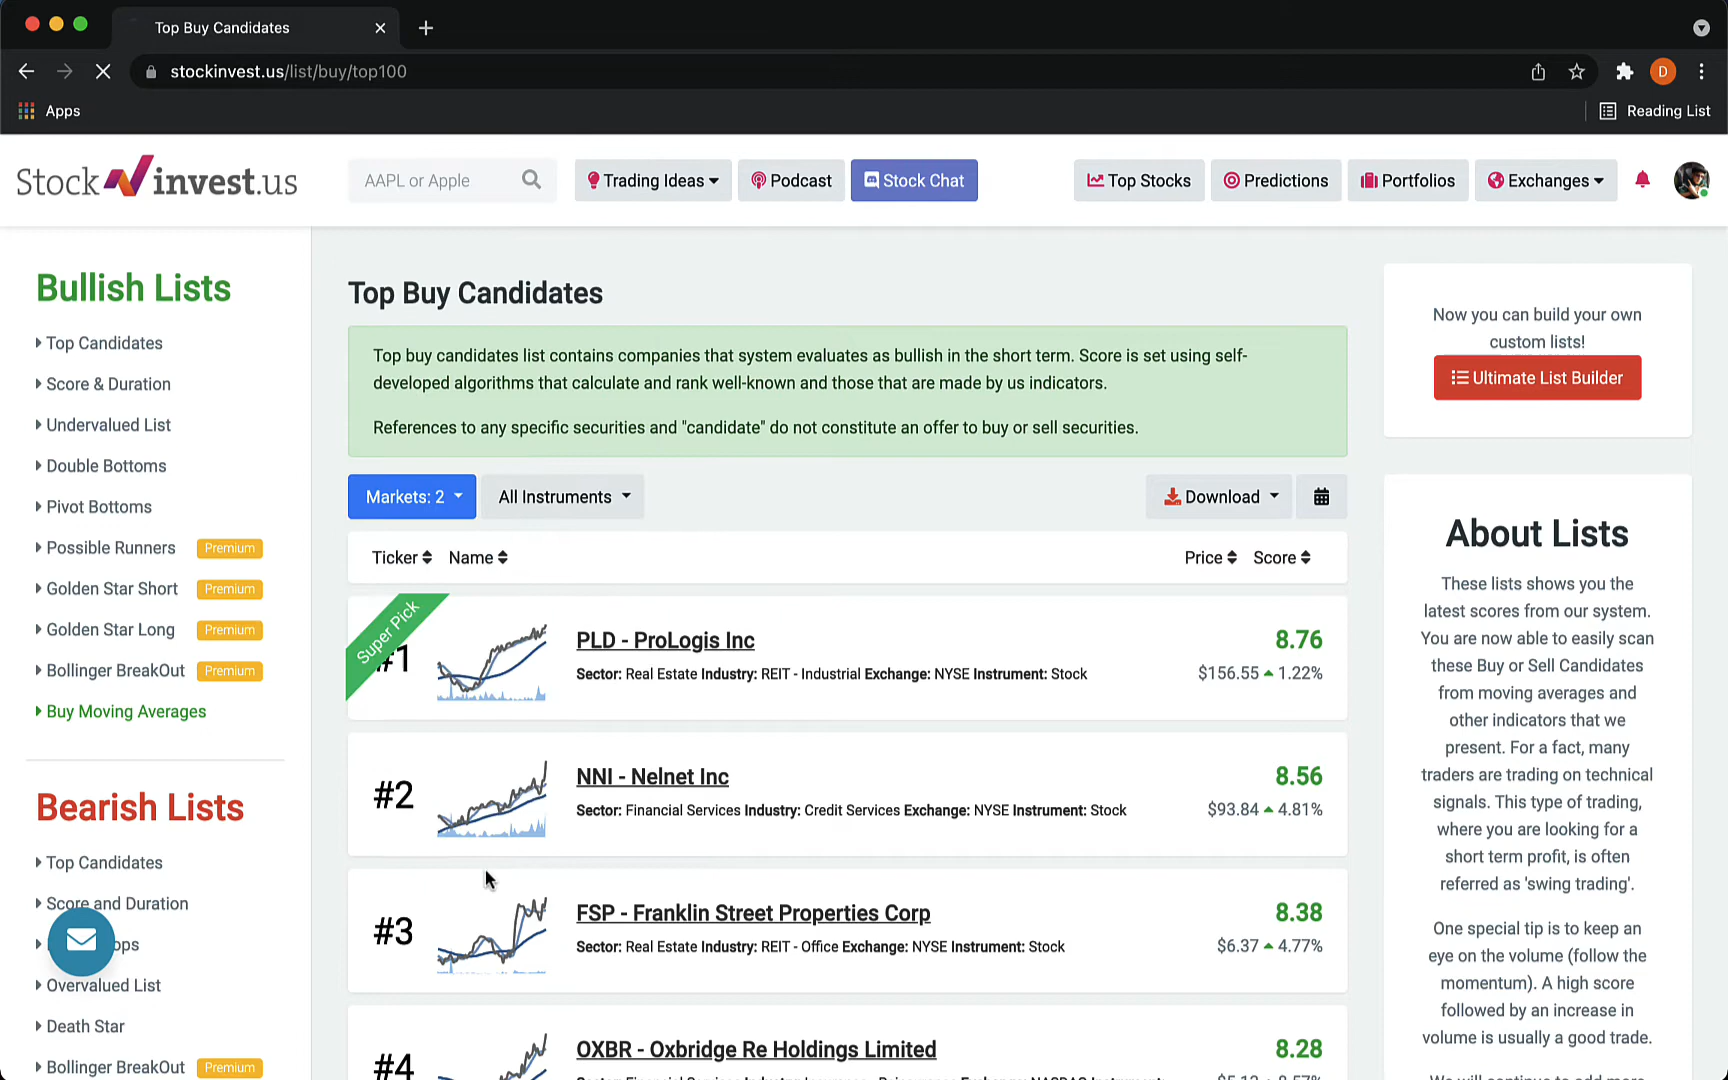 Top Buy Candidates
stockinvest.us/list/buy/top100
D
Apps
Reading List
Stock invest.us
AAPL or Apple
Trading Ideas
Podcast
Stock Chat
Top Stocks
Predictions
Portfolios
Exchanges
Bullish Lists
Top Candidates
Score & Duration
Undervalued List
Double Bottoms
Pivot Bottoms
Possible Runners Premium
Golden Star Short Premium
Golden Star Long Premium
Bollinger BreakOut Premium
Buy Moving Averages
Bearish Lists
Top Candidates
Score and Duration
ops
Overvalued List
Death Star
Bollinger BreakOut Premium
Top Buy Candidates
Top buy candidates list contains companies that system evaluates as bullish in the short term. Score is set using self-
developed algorithms that calculate and rank well-known and those that are made by us indicators.
References to any specific securities and "candidate" do not constitute an offer to buy or sell securities.
Markets: 2
All Instruments
Download
Ticker Name Price Score
Super Pick
#1
PLD - ProLogis Inc 8.76
Sector: Real Estate Industry: REIT - Industrial Exchange: NYSE Instrument: Stock $156.55 1.22%
#2
NNI - Nelnet Inc 8.56
Sector: Financial Services Industry: Credit Services Exchange: NYSE Instrument: Stock $93.84 4.81%
#3
FSP - Franklin Street Properties Corp 8.38
Sector: Real Estate Industry: REIT - Office Exchange: NYSE Instrument: Stock $6.37 4.77%
#4
OXBR - Oxbridge Re Holdings Limited 8.28
Now you can build your own
custom lists!
Ultimate List Builder
About Lists
These lists shows you the
latest scores from our system.
You are now able to easily scan
these Buy or Sell Candidates
from moving averages and
other indicators that we
present. For a fact, many
traders are trading on technical
signals. This type of trading,
where you are looking for a
short term profit, is often
referred as 'swing trading'.
One special tip is to keep an
eye on the volume (follow the
momentum). A high score
followed by an increase in
volume is usually a good trade.